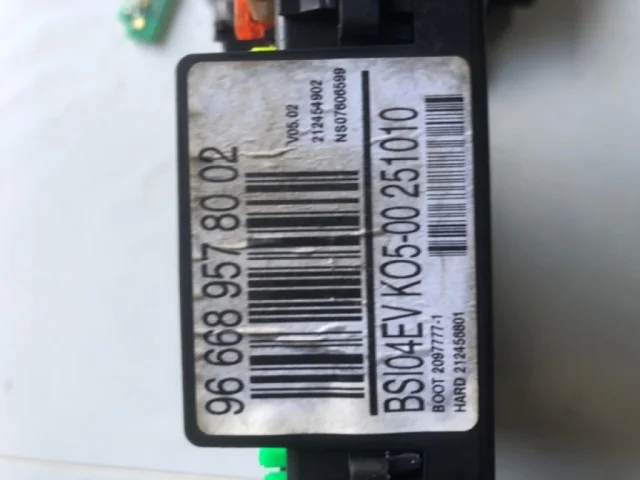 96 668 957 80 02
V05.02
212454902
NS07606599
BSI04EV KO5-00 251010
BOOT 2097777-1
HARD 212456801